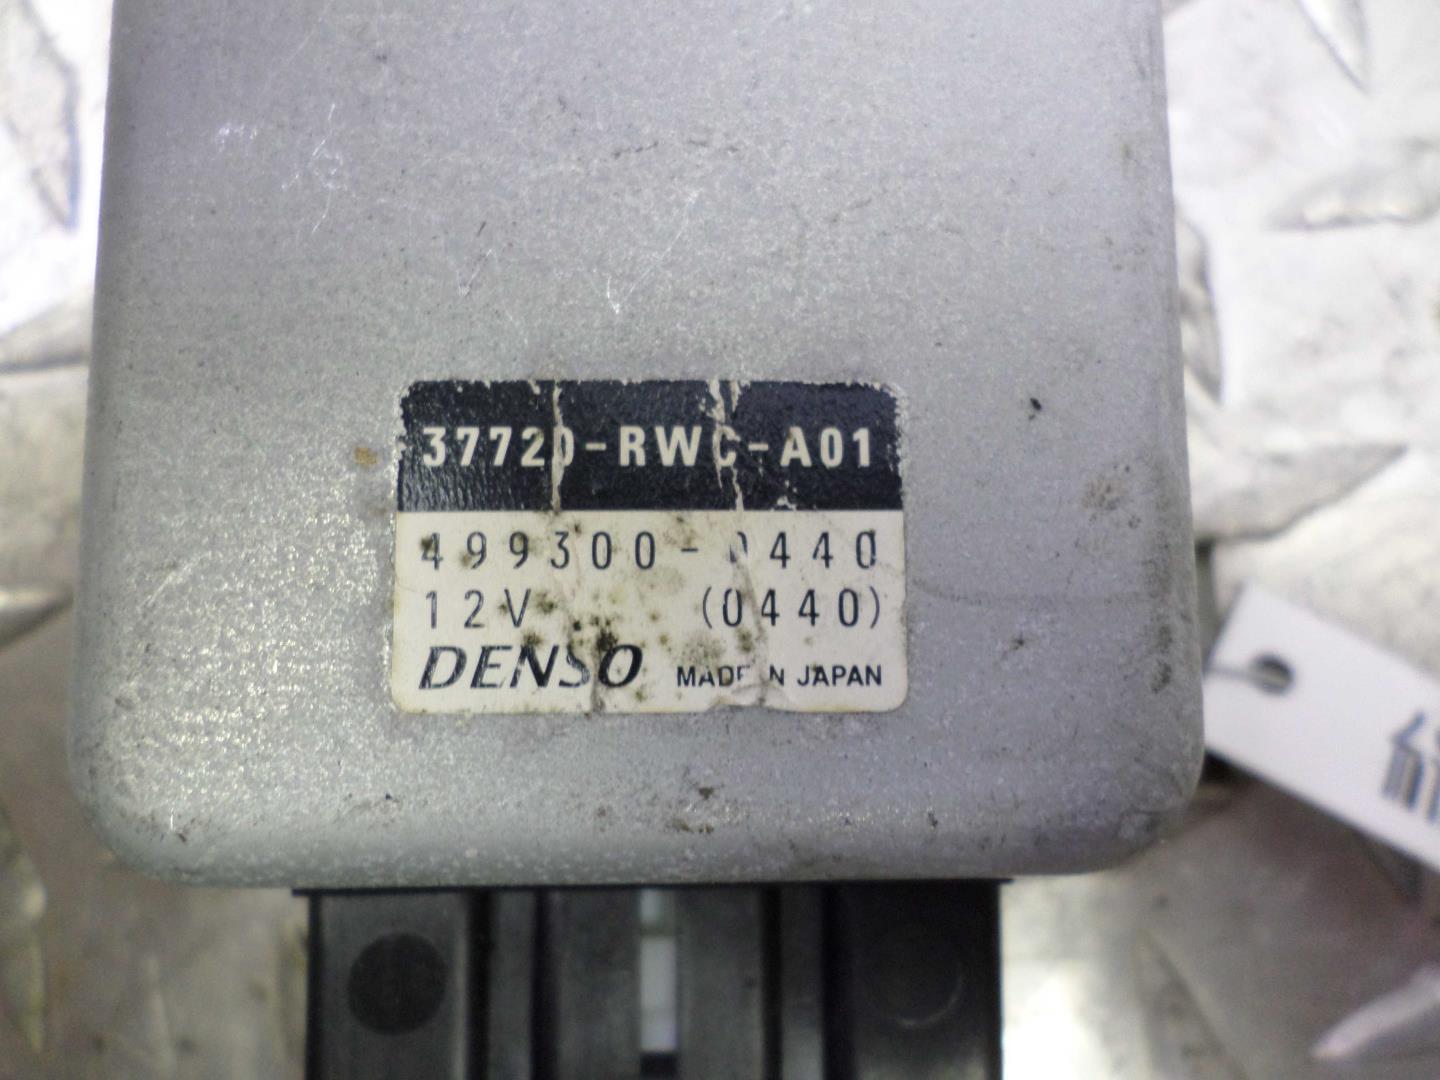 37720-RWC-A01
499300-0440
12V (0440)
DENSO MADE IN JAPAN